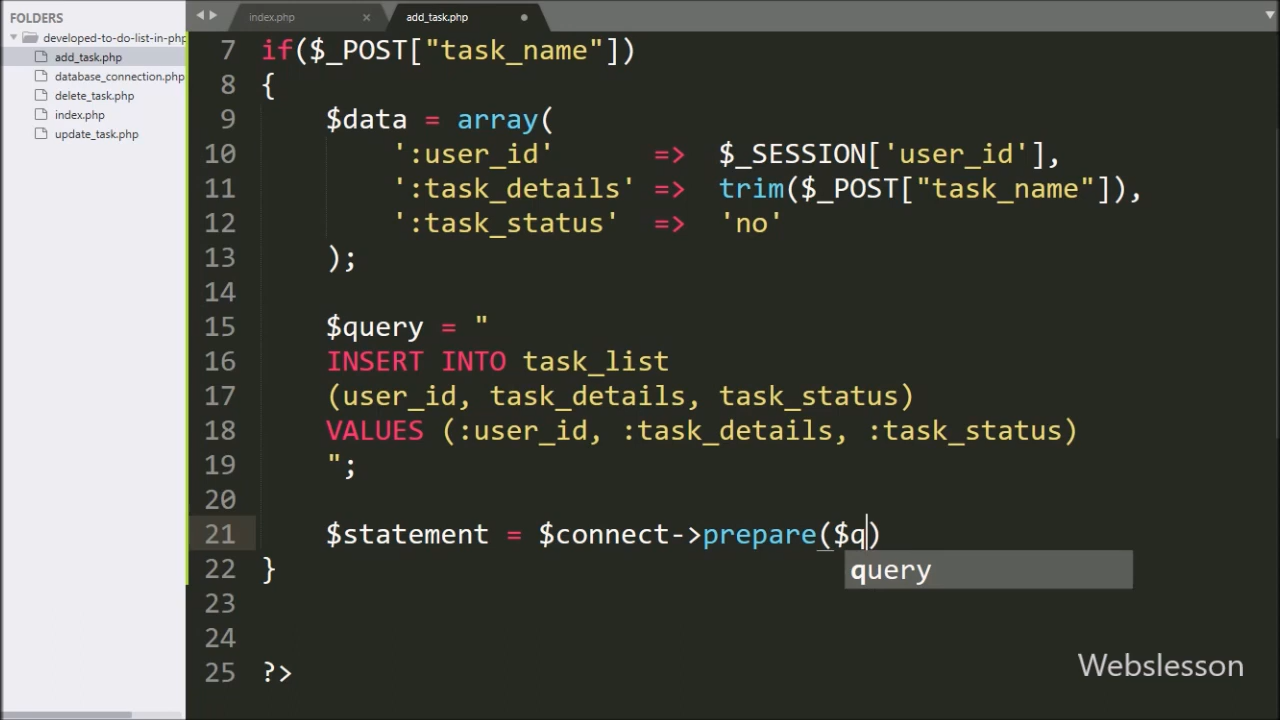 FOLDERS
developed-to-do-list-in-php
add_task.php
database_connection.php
delete_task.php
index.php
update_task.php
index.php
add_task.php
7 if($_POST["task_name"])
8 {
9 $data = array(
10 ':user_id' => $_SESSION['user_id'],
11 ':task_details' => trim($_POST["task_name"]),
12 ':task_status' => 'no'
13 );
14
15 $query = "
16 INSERT INTO task_list
17 (user_id, task_details, task_status)
18 VALUES (:user_id, :task_details, :task_status)
19 ";
20
21 $statement = $connect->prepare($q)
query
22 }
23
24
25 ?>
Webslesson